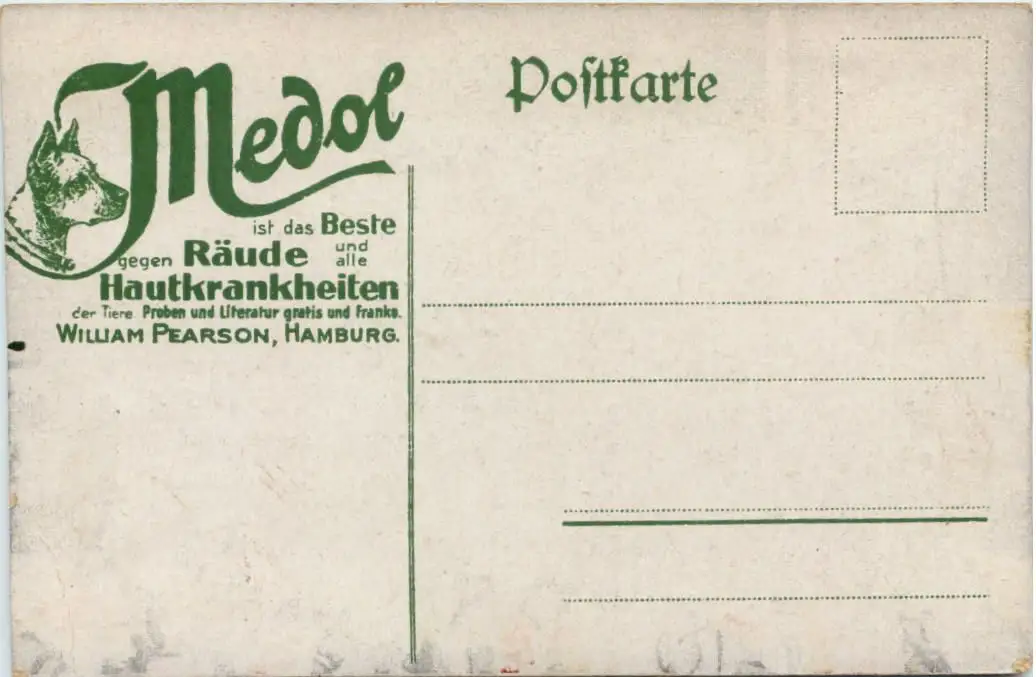 Medol
ist das Beste
gegen Räude und alle
Hautkrankheiten
der Tiere. Proben und Literatur gratis und franko.
WILLIAM PEARSON, HAMBURG.
Poſtkarte